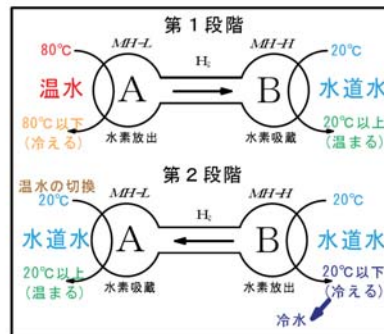 第1段階
MH-L
MH-H
80℃
H₂
20℃
温水
A
B
水道水
80℃以下
(冷える)
水素放出
水素吸蔵
20℃以上
(温まる)
第2段階
温水の切換
MH-L
MH-H
20℃
H₂
20℃
水道水
A
B
水道水
20℃以上
(温まる)
水素吸蔵
水素放出
20℃以下
(冷える)
冷水